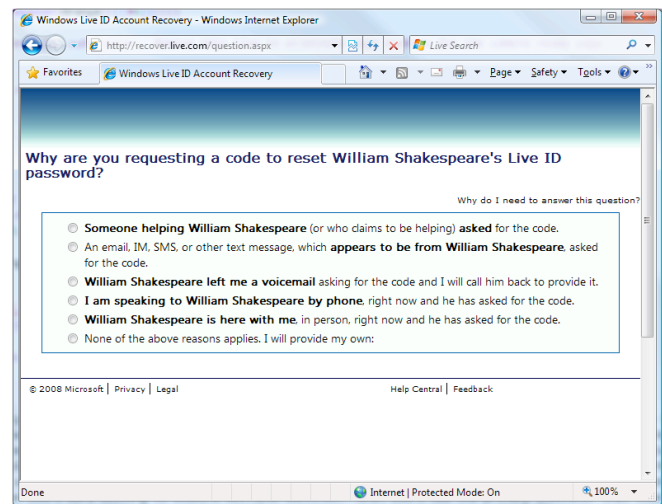 Windows Live ID Account Recovery - Windows Internet Explorer
http://recover.live.com/question.aspx
Live Search
Favorites
Windows Live ID Account Recovery
Page
Safety
Tools
Why are you requesting a code to reset William Shakespeare's Live ID
password?
Why do I need to answer this question?
Someone helping William Shakespeare (or who claims to be helping) asked for the code.
An email, IM, SMS, or other text message, which appears to be from William Shakespeare, asked
for the code.
William Shakespeare left me a voicemail asking for the code and I will call him back to provide it.
I am speaking to William Shakespeare by phone, right now and he has asked for the code.
William Shakespeare is here with me, in person, right now and he has asked for the code.
None of the above reasons applies. I will provide my own:
© 2008 Microsoft | Privacy | Legal
Help Central | Feedback
Done
Internet | Protected Mode: On
100%